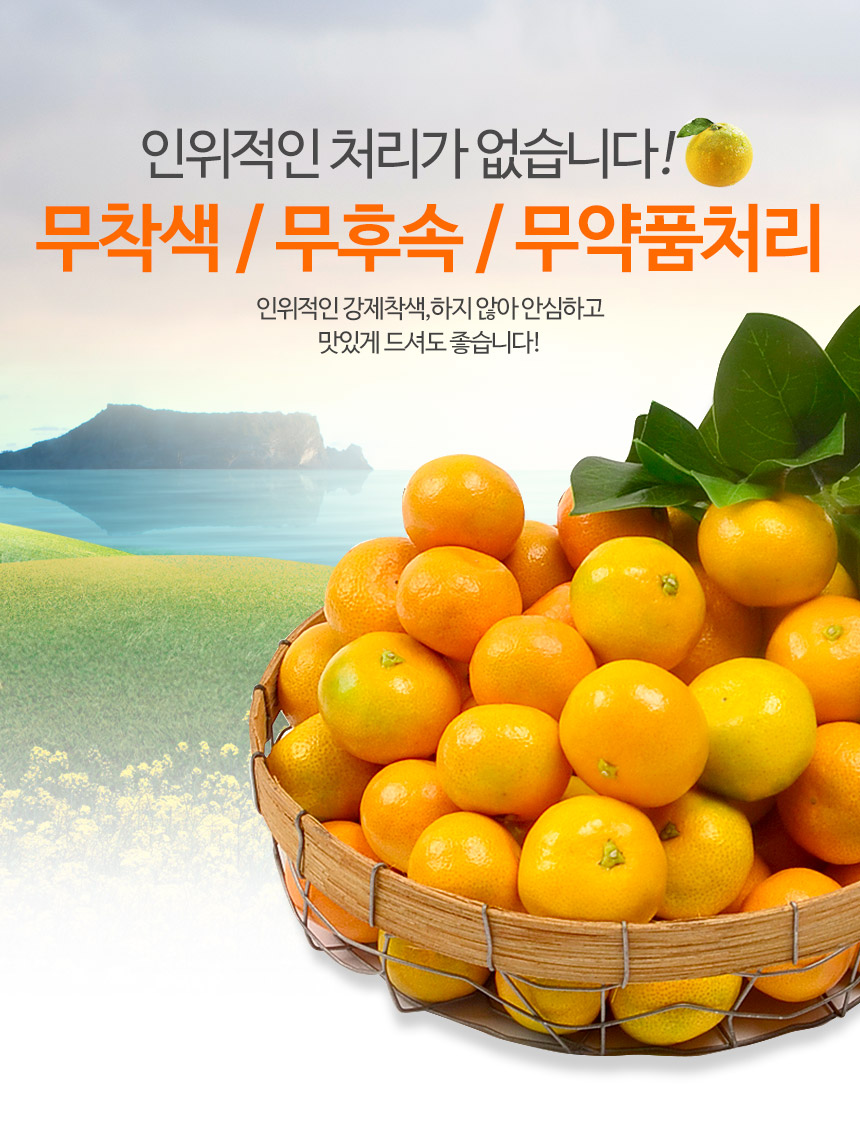 인위적인 처리가 없습니다!
무착색 / 무후속 / 무약품처리
인위적인 강제착색,하지 않아 안심하고
맛있게 드셔도 좋습니다!